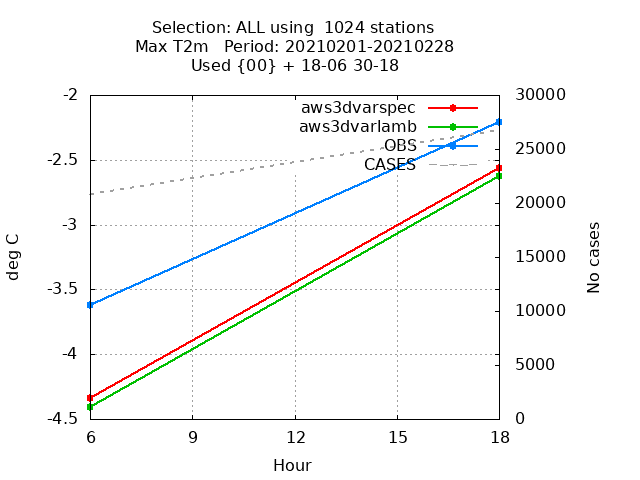 Selection: ALL using  1024 stations
Max T2m   Period: 20210201-20210228
Used {00} + 18-06 30-18
-2
-2.5
-3
-3.5
-4
-4.5
30000
25000
20000
15000
10000
5000
0
aws3dvarspec
aws3dvarlamb
OBS
CASES
deg C
No cases
6 9 12 15 18
Hour